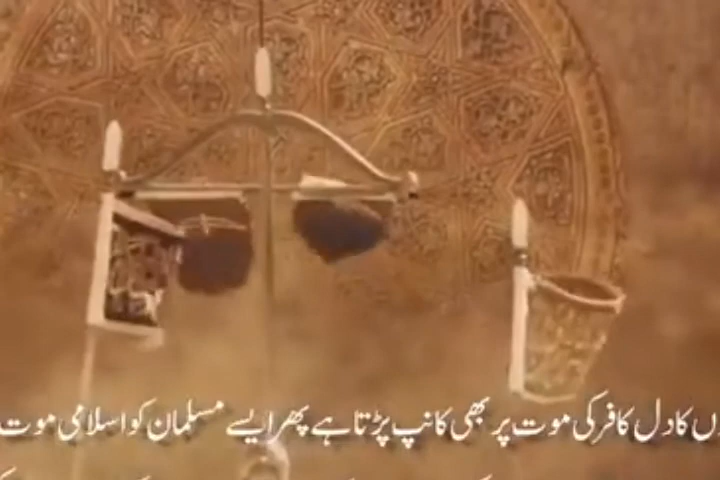 کا دل کافر کی موت پر بھی کانپ پڑتا ہے پھر ایسے مسلمان کو اسلامی موت